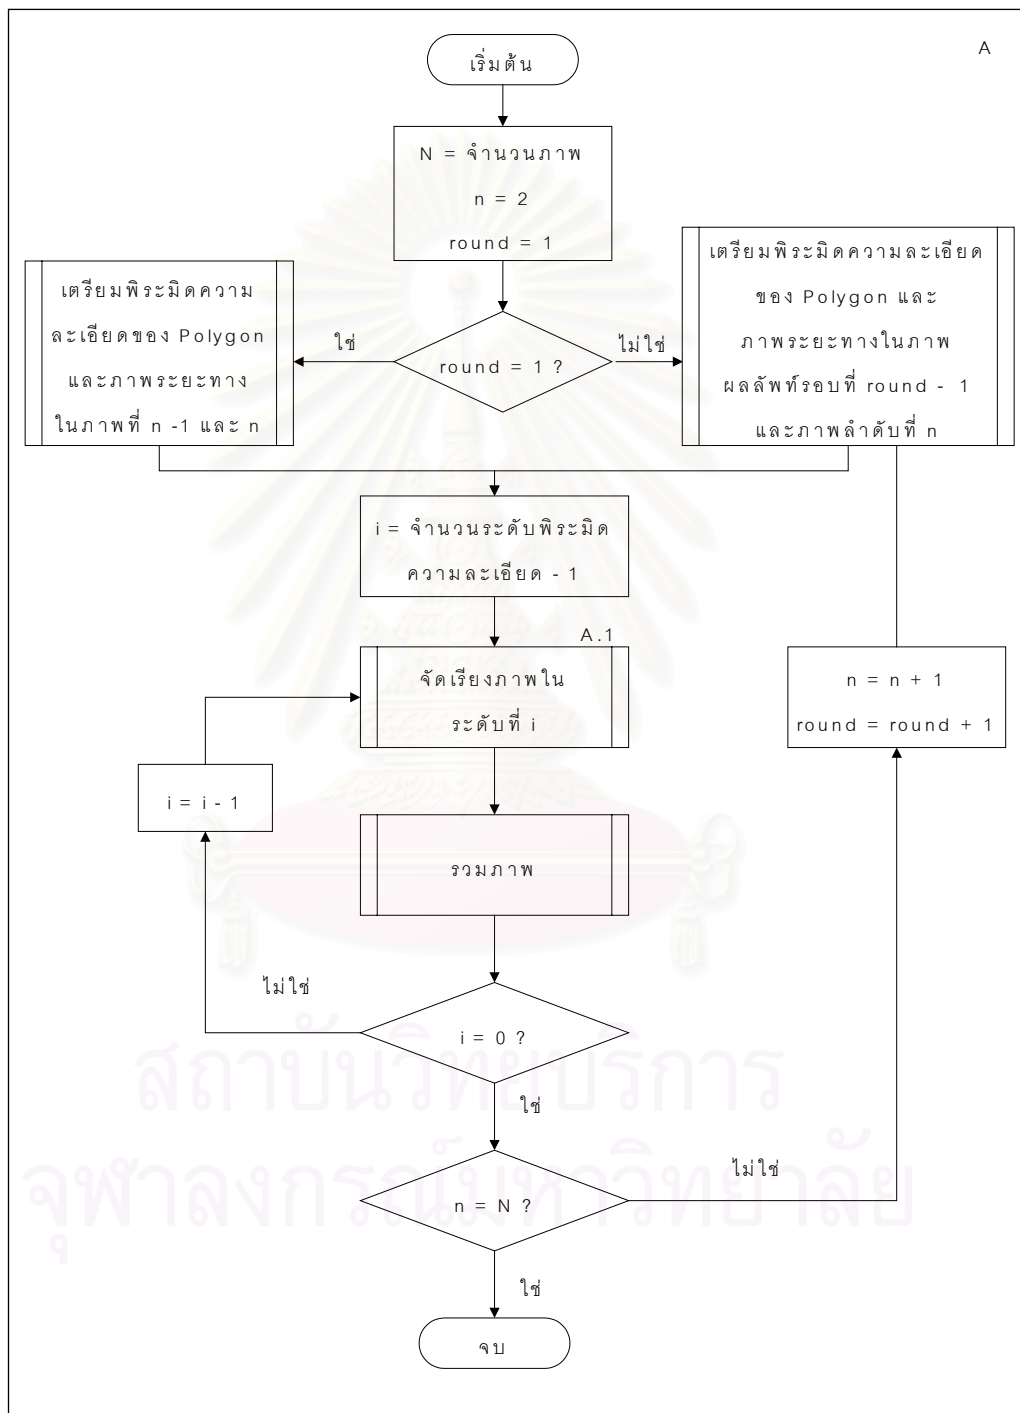 A
เริ่มต้น
N = จำนวนภาพ
n = 2
round = 1
เตรียมพิระมิดความ
ละเอียดของ Polygon
และภาพระยะทาง
ในภาพที่ n -1 และ n
ใช่
round = 1 ?
ไม่ใช่
เตรียมพิระมิดความละเอียด
ของ Polygon และ
ภาพระยะทางในภาพ
ผลลัพท์รอบที่ round - 1
และภาพลำดับที่ n
i = จำนวนระดับพิระมิด
ความละเอียด - 1
A.1
จัดเรียงภาพใน
ระดับที่ i
n = n + 1
round = round + 1
i = i - 1
รวมภาพ
ไม่ใช่
i = 0 ?
ใช่
n = N ?
ไม่ใช่
ใช่
จบ
สถาบันวิทยบริการ
จุฬาลงกรณ์มหาวิทยาลัย